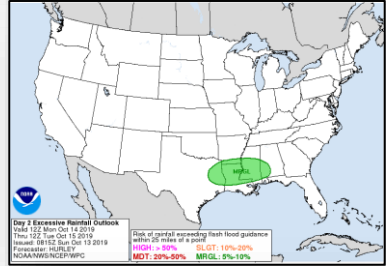 MRGL
NOAA
Day 2 Excessive Rainfall Outlook
Valid 12Z Mon Oct 14 2019
Thru 12Z Tue Oct 15 2019
Issued: 0815Z Sun Oct 13 2019
Forecaster: HURLEY
NOAA/NWS/NCEP/WPC
Risk of rainfall exceeding flash flood guidance
within 25 miles of a point
HIGH: > 50% SLGT: 10%-20%
MDT: 20%-50% MRGL: 5%-10%